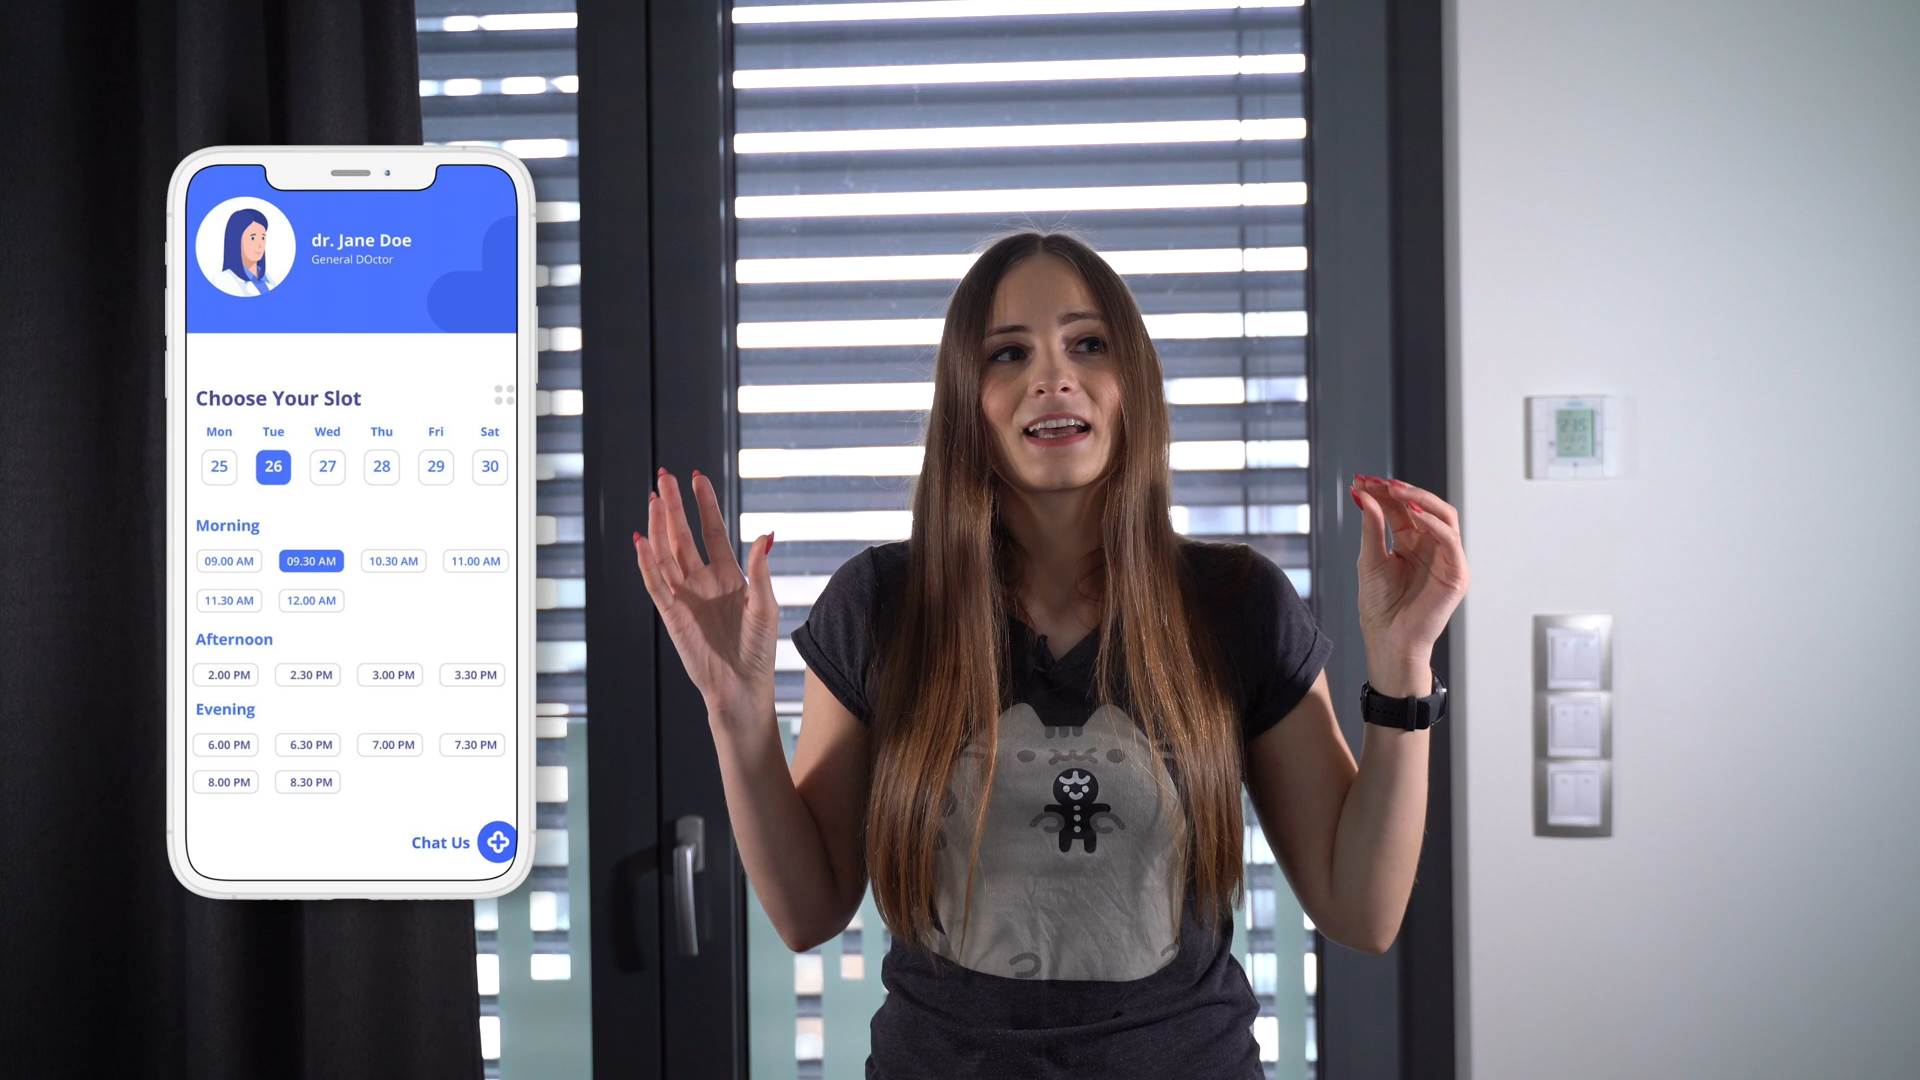 dr. Jane Doe
General DOctor
Choose Your Slot
Mon Tue Wed Thu Fri Sat
25 26 27 28 29 30
Morning
09.00 AM 09.30 AM 10.30 AM 11.00 AM
11.30 AM 12.00 AM
Afternoon
2.00 PM 2.30 PM 3.00 PM 3.30 PM
Evening
6.00 PM 6.30 PM 7.00 PM 7.30 PM
8.00 PM 8.30 PM
Chat Us